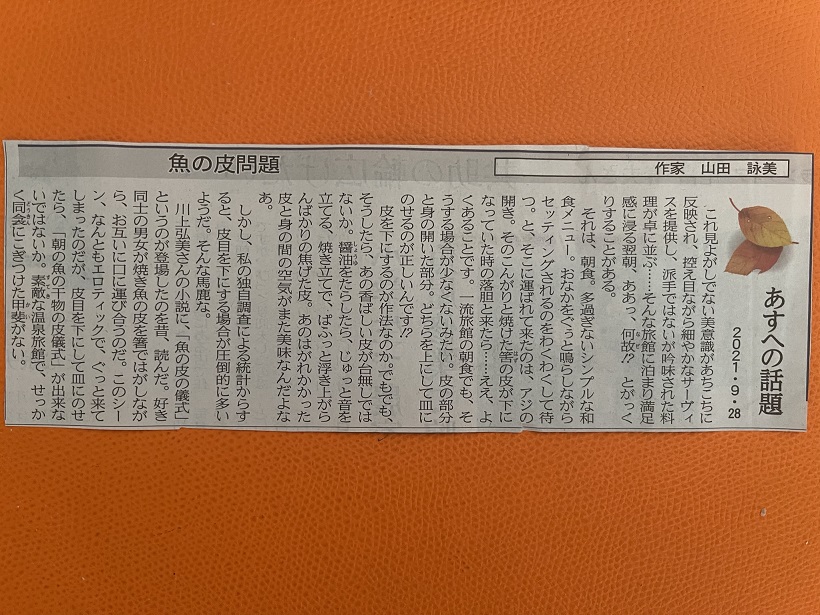 魚の皮問題
作家　山田　詠美
あすへの話題
2021・9・28
これ見よがしでない美意識があちこちに
反映され、控え目ながら細やかなサーヴィ
スを提供し、派手ではないが吟味された料
理が卓に並ぶ……そんな旅館に泊まり満足
感に浸る翌朝、ああっ、何故!?　とがっく
りすることがある。
それは、朝食。多過ぎないシンプルな和
食メニュー。おなかをぐうと鳴らしながら
セッティングされるのをわくわくして待
つ。と、そこに運ばれて来たのは、アジの
開き。そのこんがりと焼けた筈の皮が下に
なっていた時の落胆と来たら……ええ、よ
くあることです。一流旅館の朝食でも、そ
うする場合が少なくないみたい。皮の部分
と身の開いた部分。どちらを上にして皿に
のせるのが正しいんです!?
皮を下にするのが作法なのか。でもでも、
そうしたら、あの香ばしい皮が台無しでは
ないか。醤油をたらしたら、じゅっと音を
立てる、焼き立てで、ぱふっと浮き上がら
んばかりの焦げた皮。あのはがれかかった
皮と身の間の空気がまた美味なんだよな
あ。
しかし、私の独自調査による統計からす
ると、皮目を下にする場合が圧倒的に多い
ようだ。そんな馬鹿な。
川上弘美さんの小説に、「魚の皮の儀式」
というのが登場したのを昔、読んだ。好き
同士の男女が焼き魚の皮を箸ではがしなが
ら、お互いに口に運び合うのだ。このシー
ン、なんともエロティックで、ぐっと来て
しまったのだが、皮目を下にして皿にのせ
たら、「朝の魚の干物の皮儀式」が出来な
いではないか。素敵な温泉旅館で、せっか
く同衾にこぎつけた甲斐がない。